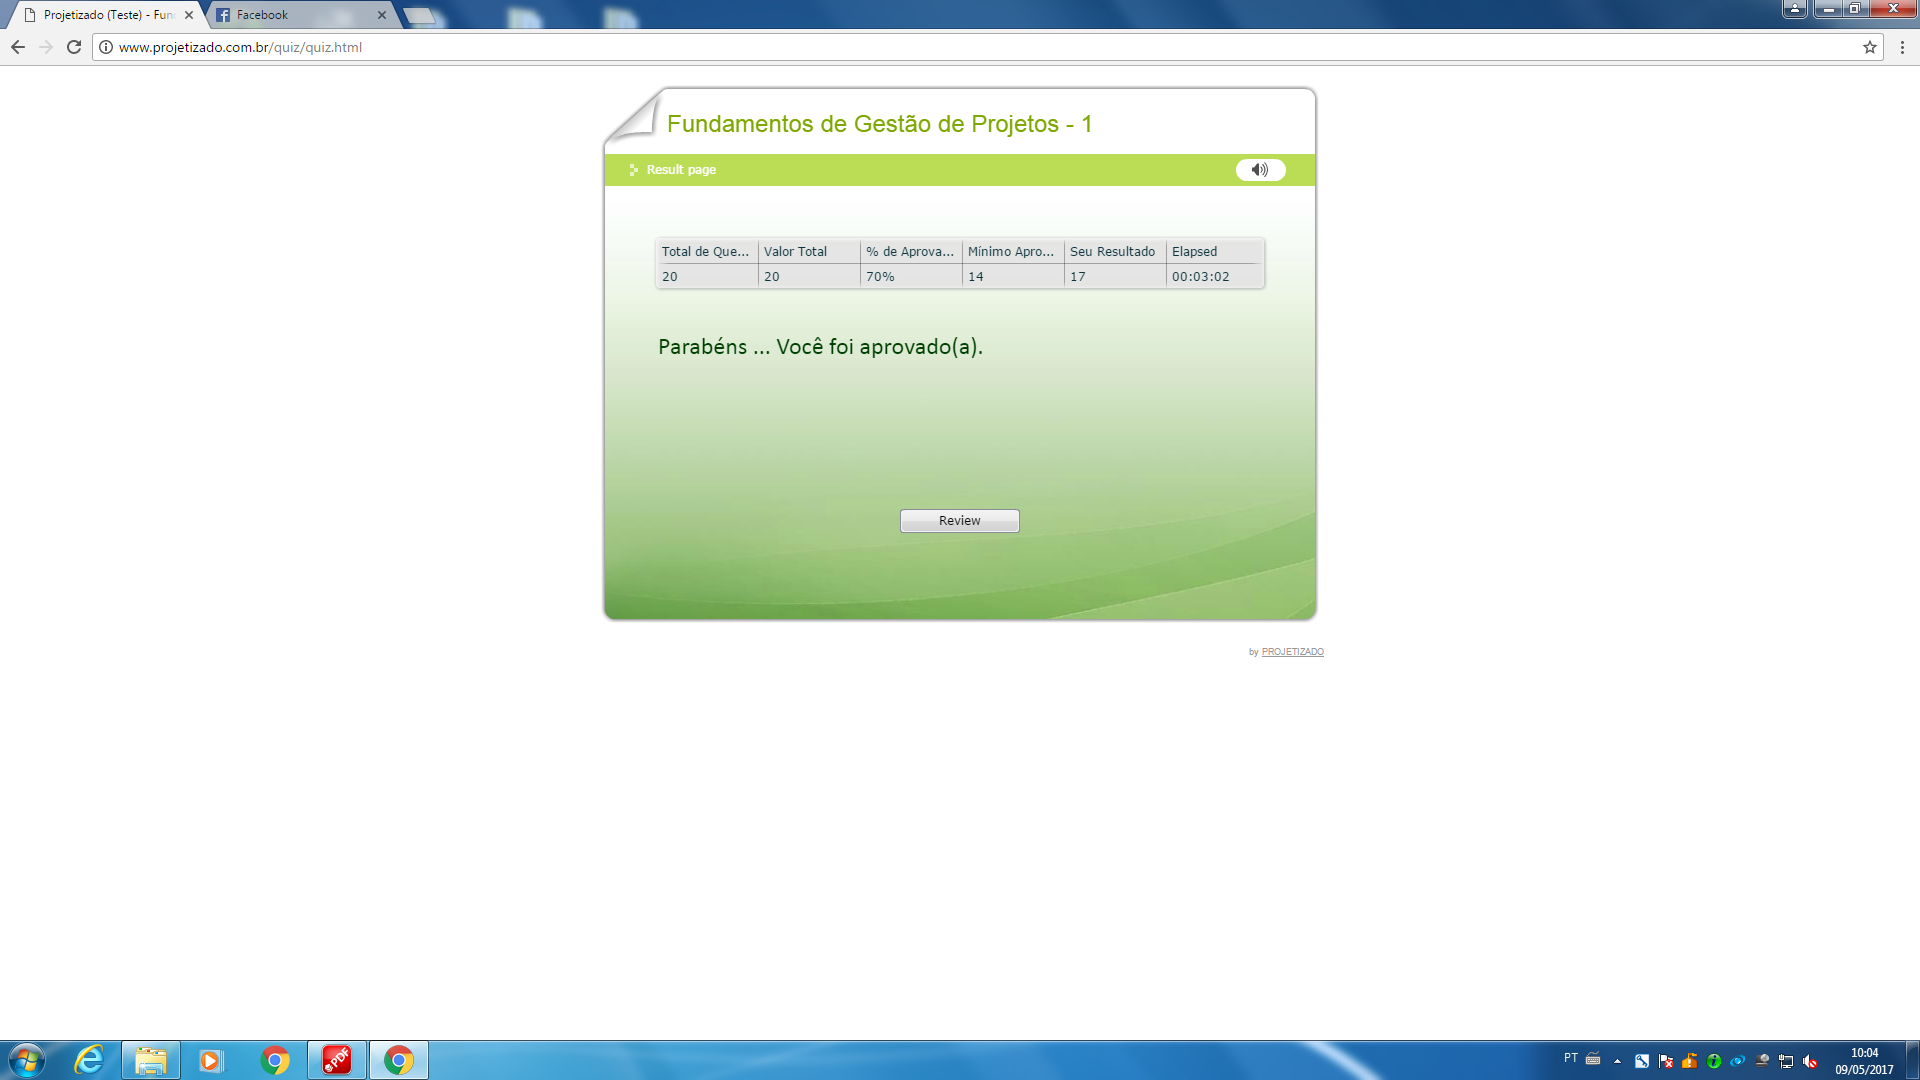 Projetizado (Teste) - Fun
Facebook
www.projetizado.com.br/quiz/quiz.html
Fundamentos de Gestão de Projetos - 1
Result page
Total de Que... Valor Total % de Aprova... Mínimo Apro... Seu Resultado Elapsed
20 20 70% 14 17 00:03:02
Parabéns ... Você foi aprovado(a).
Review
by PROJETIZADO
PDF
PT
10:04
09/05/2017